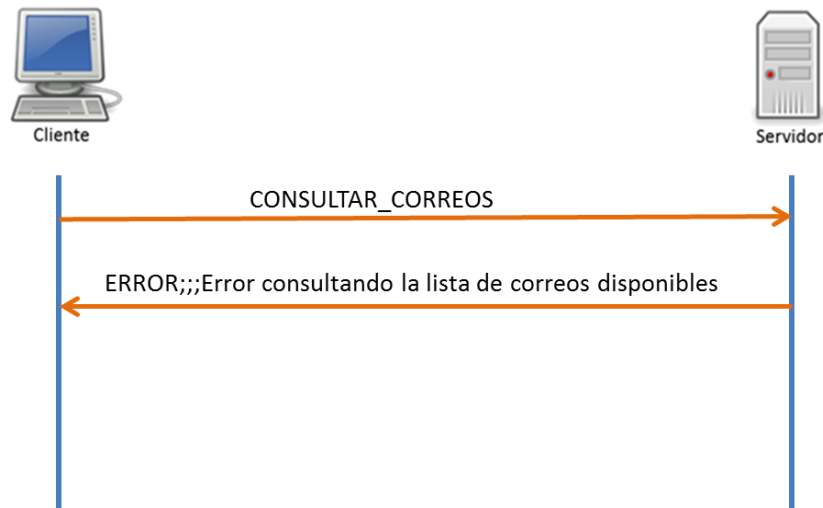 Cliente
Servidor
CONSULTAR_CORREOS
ERROR;;;Error consultando la lista de correos disponibles